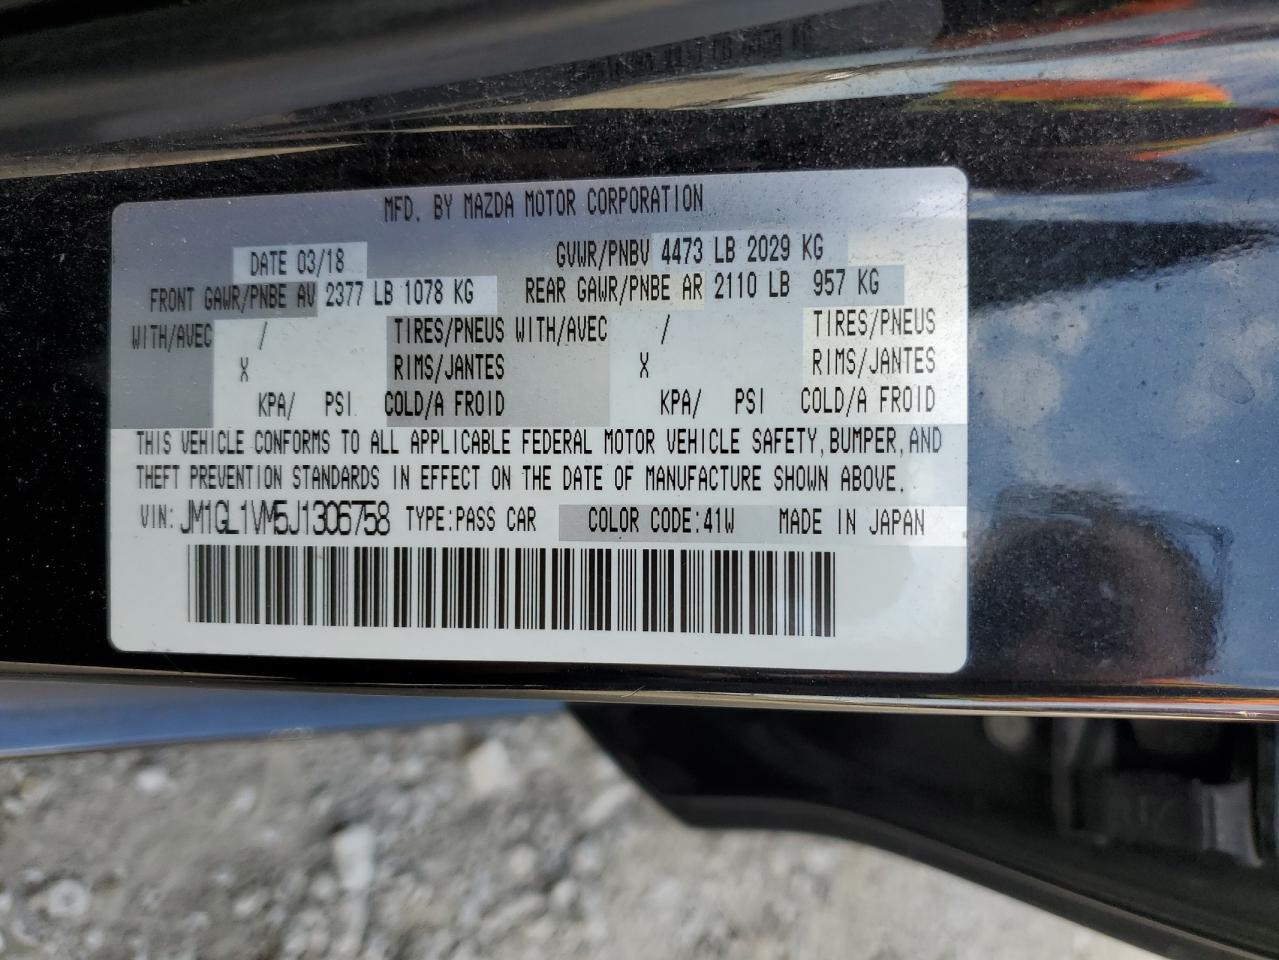 MFD. BY MAZDA MOTOR CORPORATION
DATE 03/18 GVWR/PNBV 4473 LB 2029 KG
FRONT GAWR/PNBE AV 2377 LB 1078 KG REAR GAWR/PNBE AR 2110 LB 957 KG
WITH/AVEC / TIRES/PNEUS WITH/AVEC / TIRES/PNEUS
X RIMS/JANTES X RIMS/JANTES
KPA/ PSI COLD/A FROID KPA/ PSI COLD/A FROID
THIS VEHICLE CONFORMS TO ALL APPLICABLE FEDERAL MOTOR VEHICLE SAFETY, BUMPER, AND
THEFT PREVENTION STANDARDS IN EFFECT ON THE DATE OF MANUFACTURE SHOWN ABOVE.
VIN: JM1GL1VM5J1306758 TYPE:PASS CAR COLOR CODE:41W MADE IN JAPAN